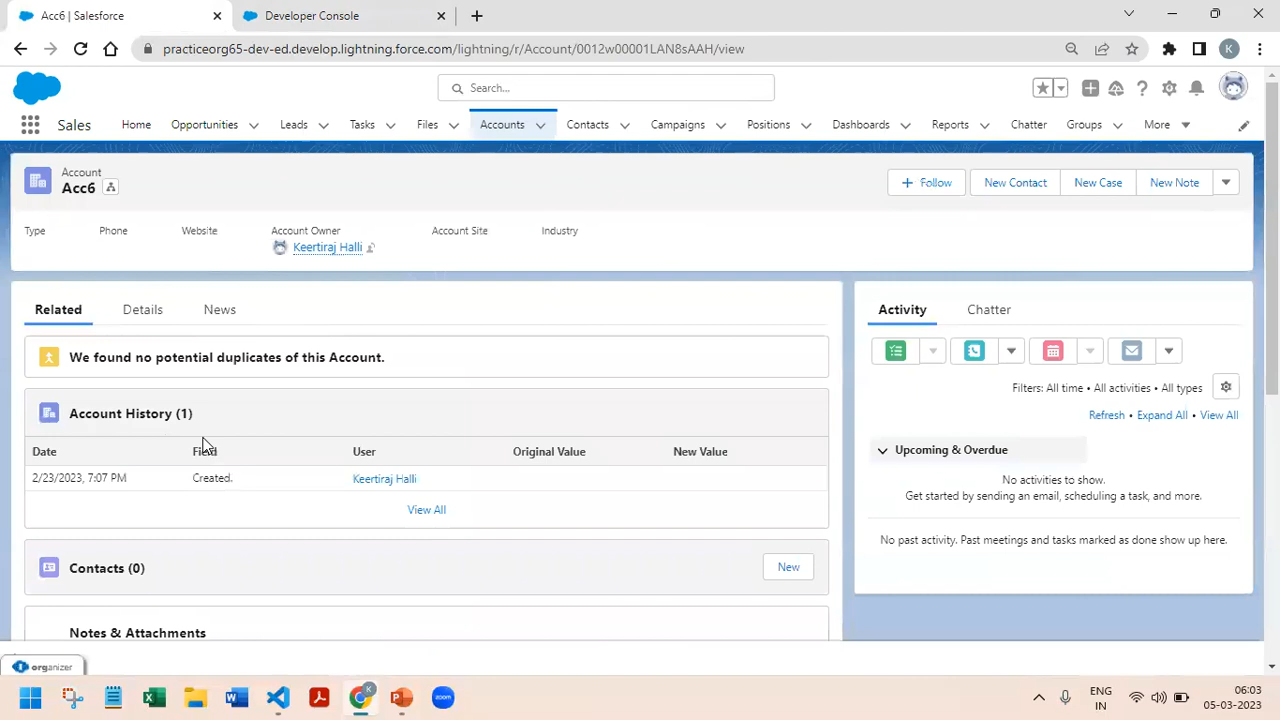 Acc6 | Salesforce
Developer Console
practiceorg65-dev-ed.develop.lightning.force.com/lightning/r/Account/0012w00001LAN8sAAH/view
K
Search...
Sales
Home
Opportunities
Leads
Tasks
Files
Accounts
Contacts
Campaigns
Positions
Dashboards
Reports
Chatter
Groups
More
Account
Acc6
Follow
New Contact
New Case
New Note
Type
Phone
Website
Account Owner
Account Site
Industry
Keertiraj Halli
Related
Details
News
We found no potential duplicates of this Account.
Account History (1)
Date
Field
User
Original Value
New Value
2/23/2023, 7:07 PM
Created.
Keertiraj Halli
View All
Contacts (0)
New
Notes & Attachments
Activity
Chatter
Filters: All time • All activities • All types
Refresh • Expand All • View All
Upcoming & Overdue
No activities to show.
Get started by sending an email, scheduling a task, and more.
No past activity. Past meetings and tasks marked as done show up here.
organizer
zoom
ENG
IN
06:03
05-03-2023